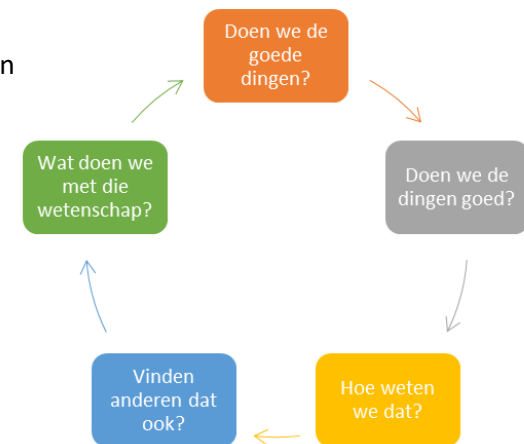 n
Doen we de
goede
dingen?
Doen we de
dingen goed?
Hoe weten
we dat?
Vinden
anderen dat
ook?
Wat doen we
met die
wetenschap?